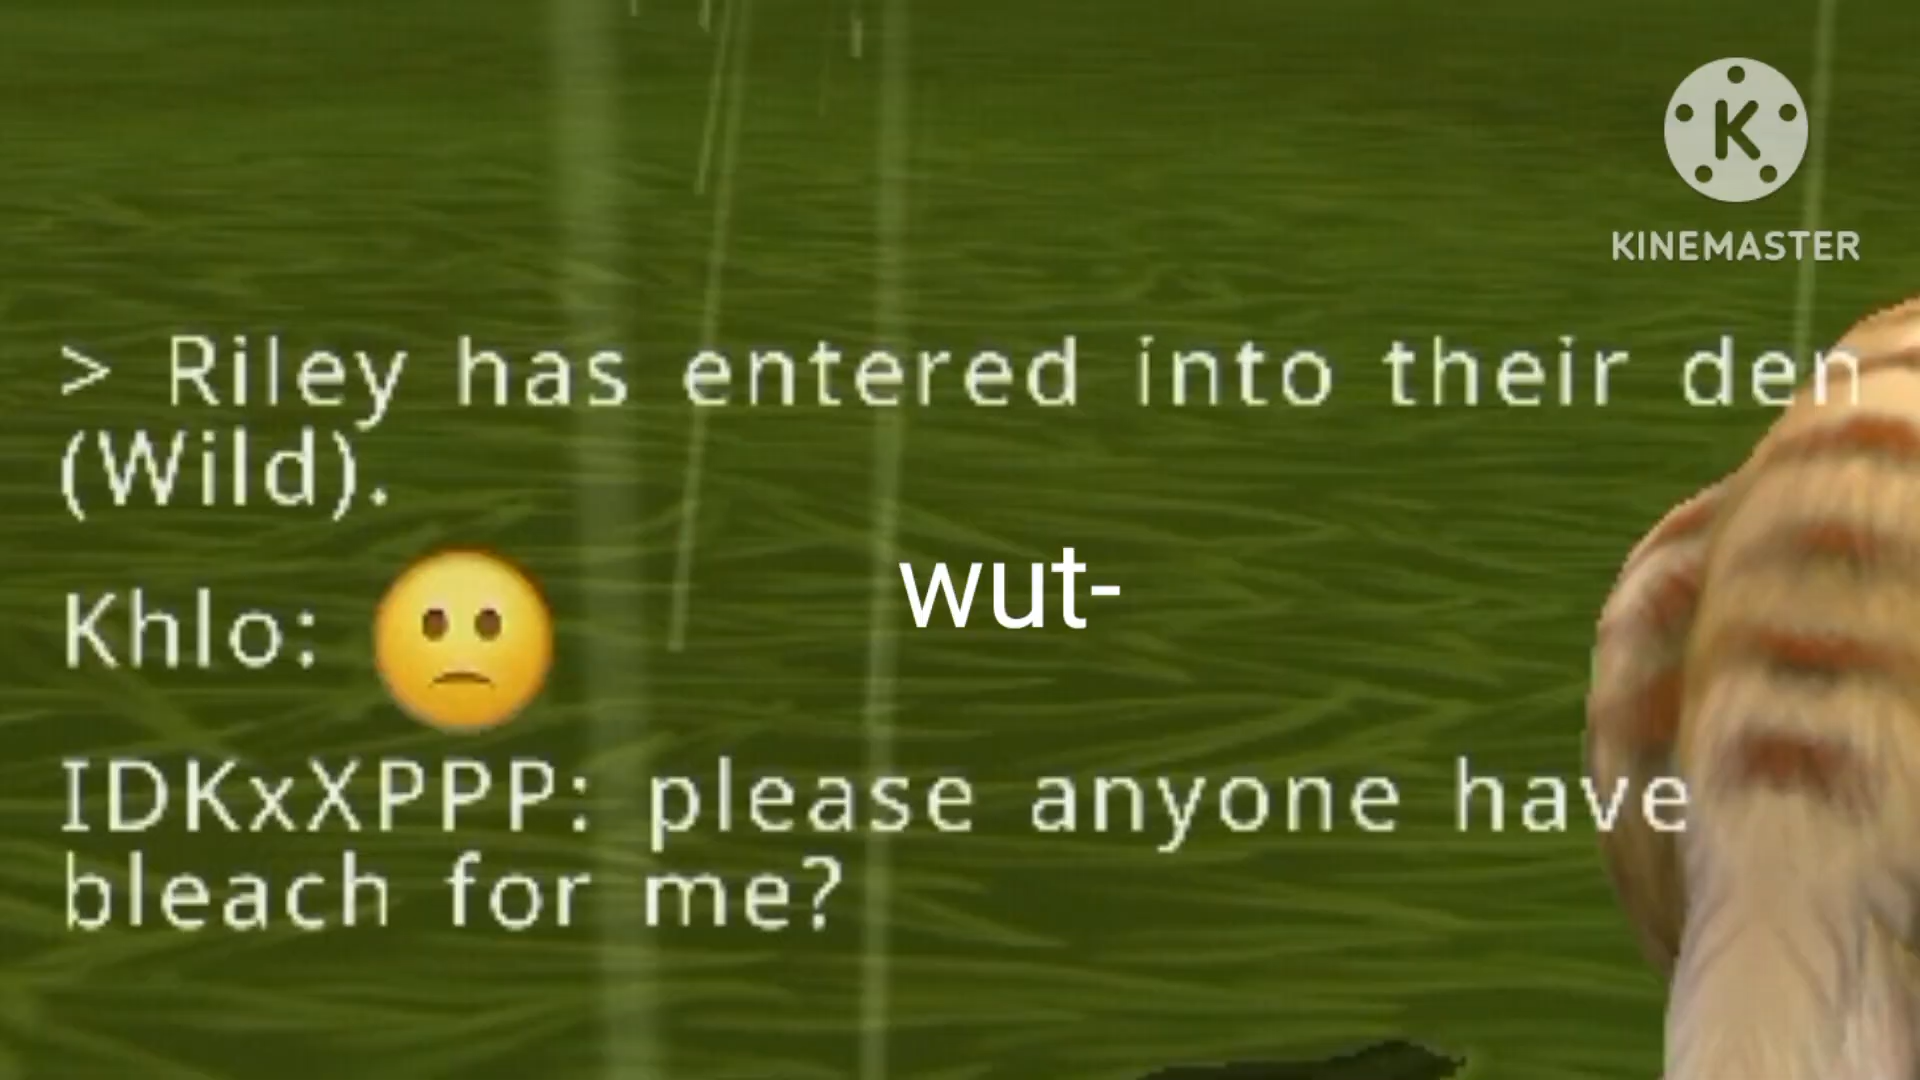 K
KINEMASTER
> Riley has entered into their den
(Wild).
Khlo: 🙁
wut-
IDKxXPPP: please anyone have
bleach for me?